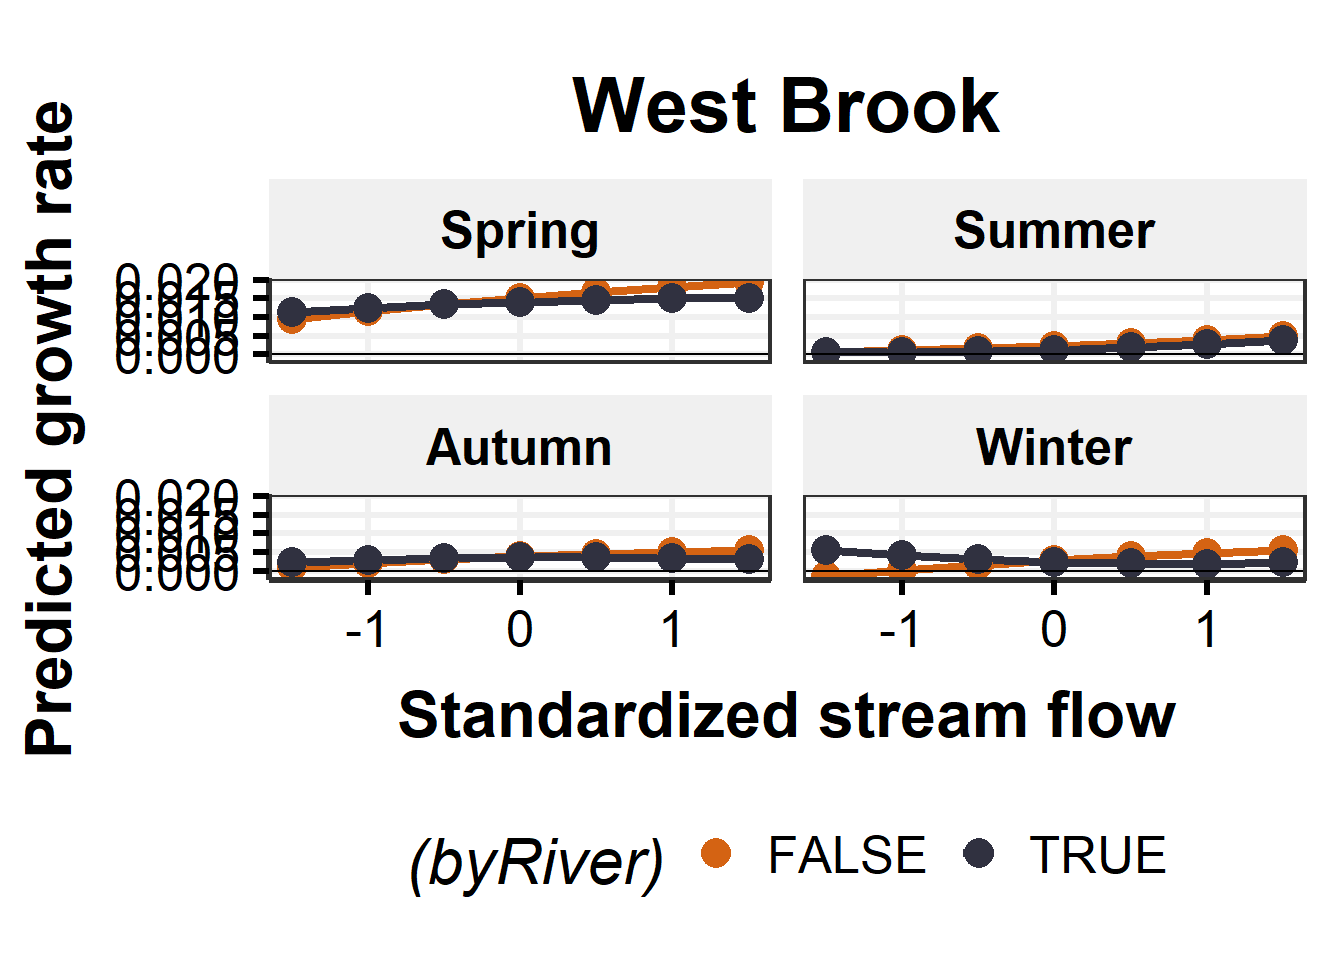 West Brook
Predicted growth rate
Spring
Summer
0.020
0.015
0.010
0.005
0.000
Autumn
Winter
0.020
0.015
0.010
0.005
0.000
-1 0 1 -1 0 1
Standardized stream flow
(byRiver) FALSE TRUE